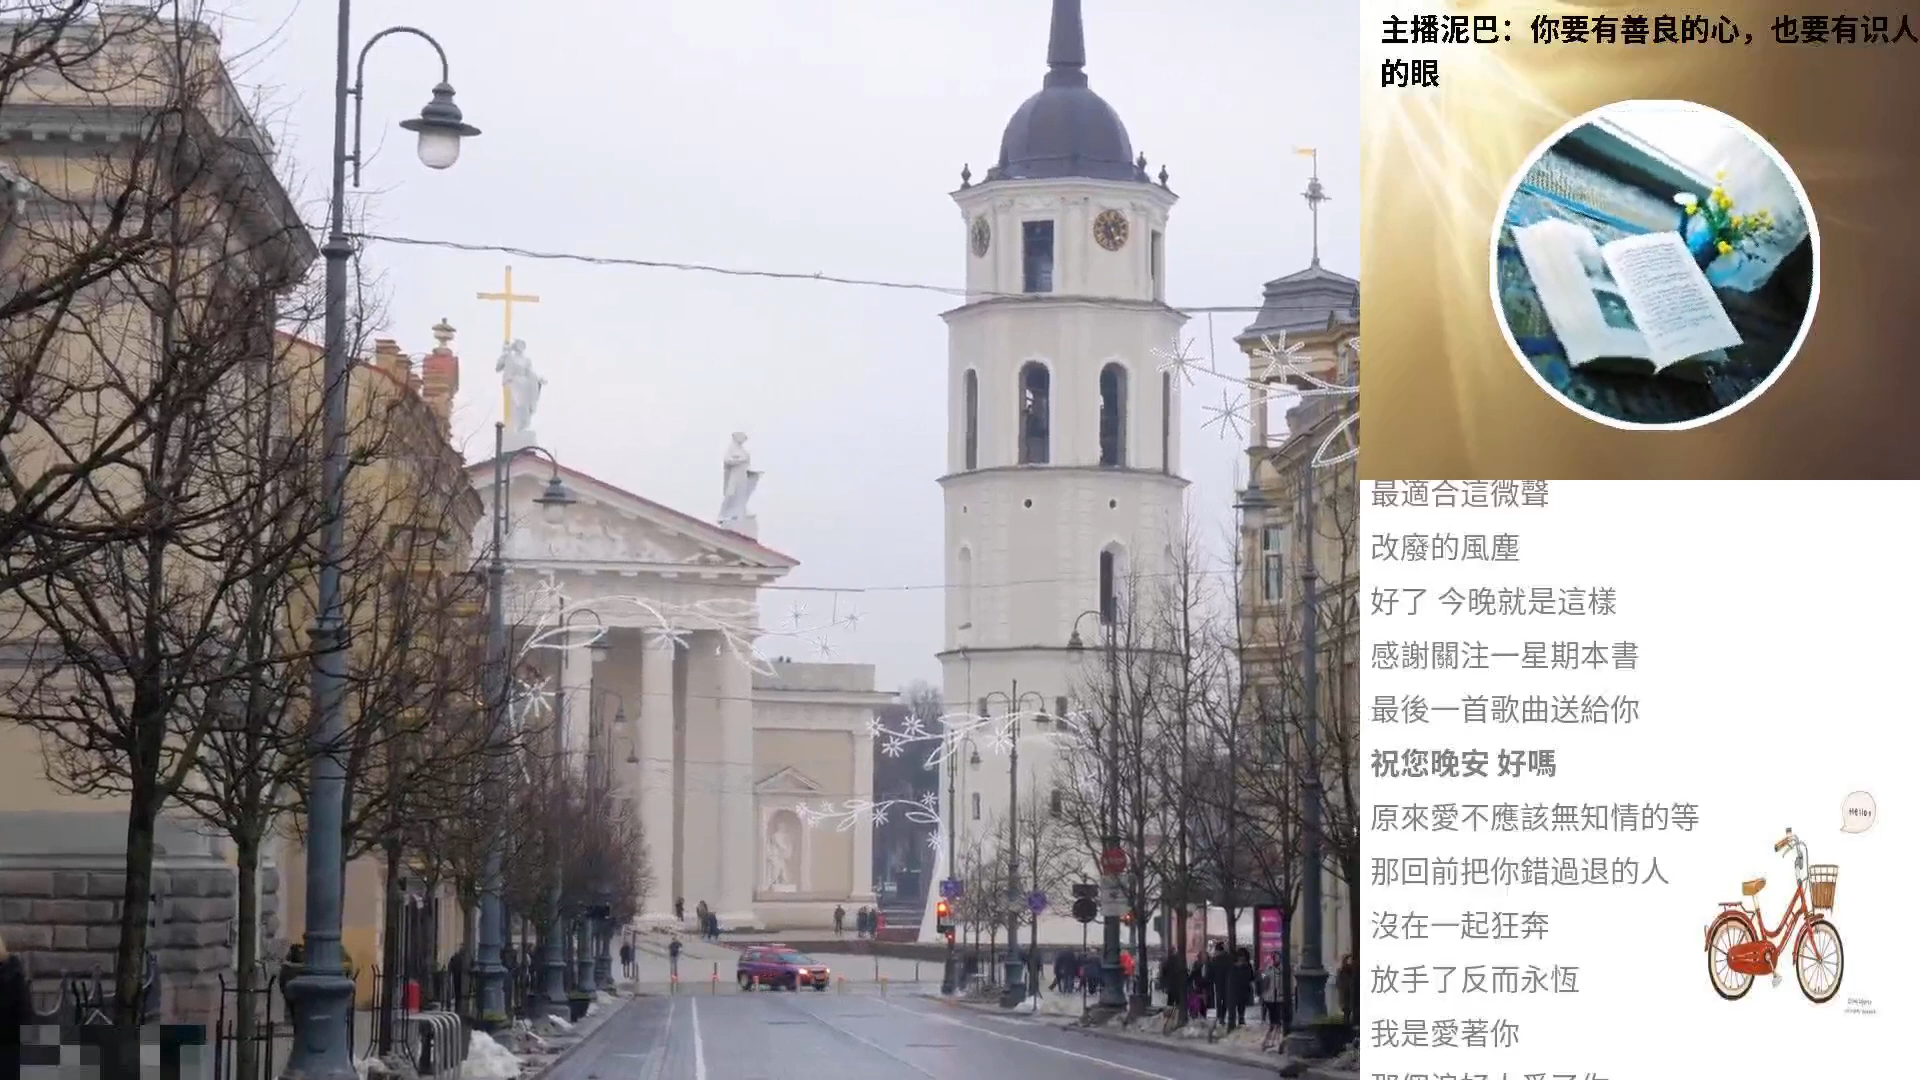 主播泥巴：你要有善良的心，也要有识人
的眼
最適合這微聲
改廢的風塵
好了 今晚就是這樣
感謝關注一星期本書
最後一首歌曲送給你
祝您晚安 好嗎
原來愛不應該無知情的等
那回前把你錯過退的人
沒在一起狂奔
放手了反而永恆
我是愛著你
Hello!